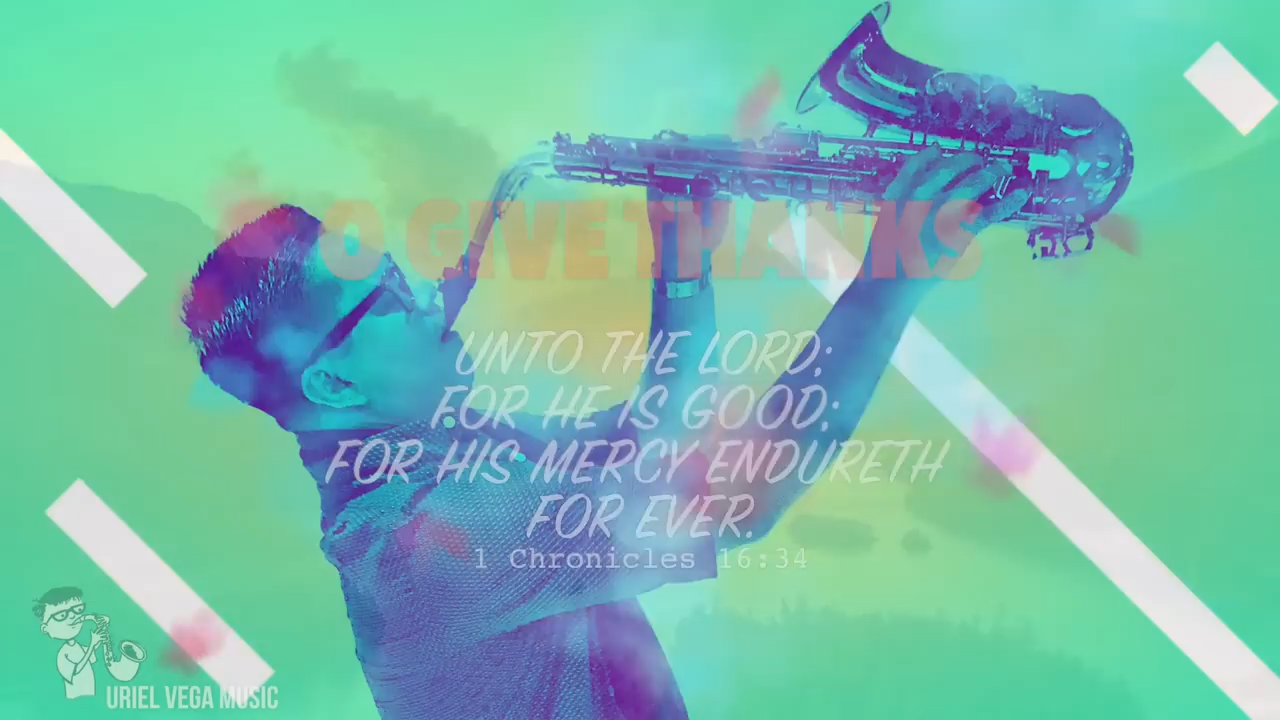 O GIVE THANKS
UNTO THE LORD;
FOR HE IS GOOD;
FOR HIS MERCY ENDURETH
FOR EVER.
1 Chronicles 16:34
URIEL VEGA MUSIC